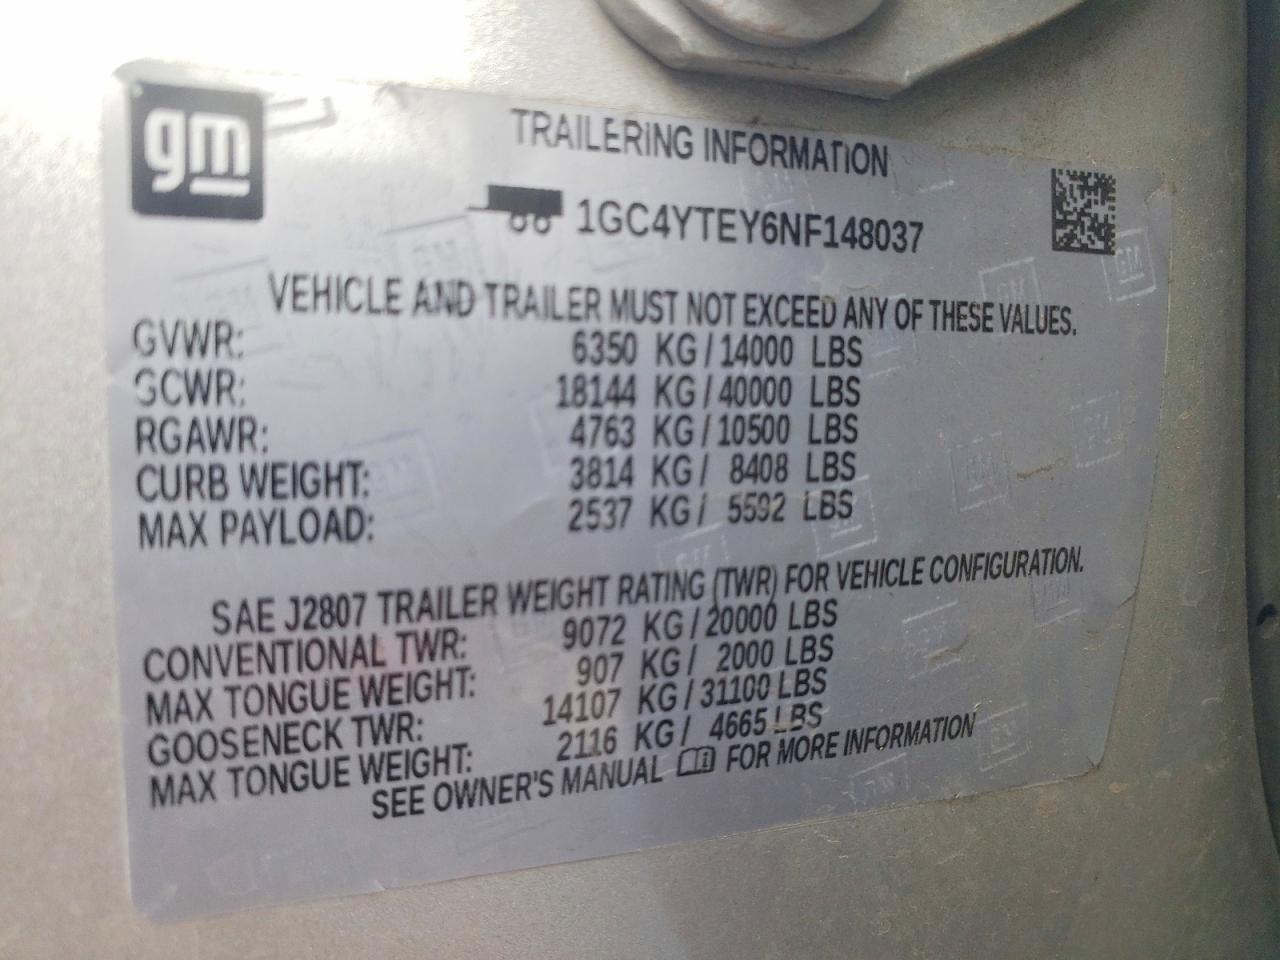 gm
TRAILERING INFORMATION
1GC4YTEY6NF148037
VEHICLE AND TRAILER MUST NOT EXCEED ANY OF THESE VALUES.
GVWR: 6350 KG/14000 LBS
GCWR: 18144 KG/40000 LBS
RGAWR: 4763 KG/10500 LBS
CURB WEIGHT: 3814 KG/ 8408 LBS
MAX PAYLOAD: 2537 KG/ 5592 LBS
SAE J2807 TRAILER WEIGHT RATING (TWR) FOR VEHICLE CONFIGURATION.
CONVENTIONAL TWR: 9072 KG/20000 LBS
MAX TONGUE WEIGHT: 907 KG/ 2000 LBS
GOOSENECK TWR: 14107 KG/31100 LBS
MAX TONGUE WEIGHT: 2116 KG/ 4665 LBS
SEE OWNER'S MANUAL FOR MORE INFORMATION